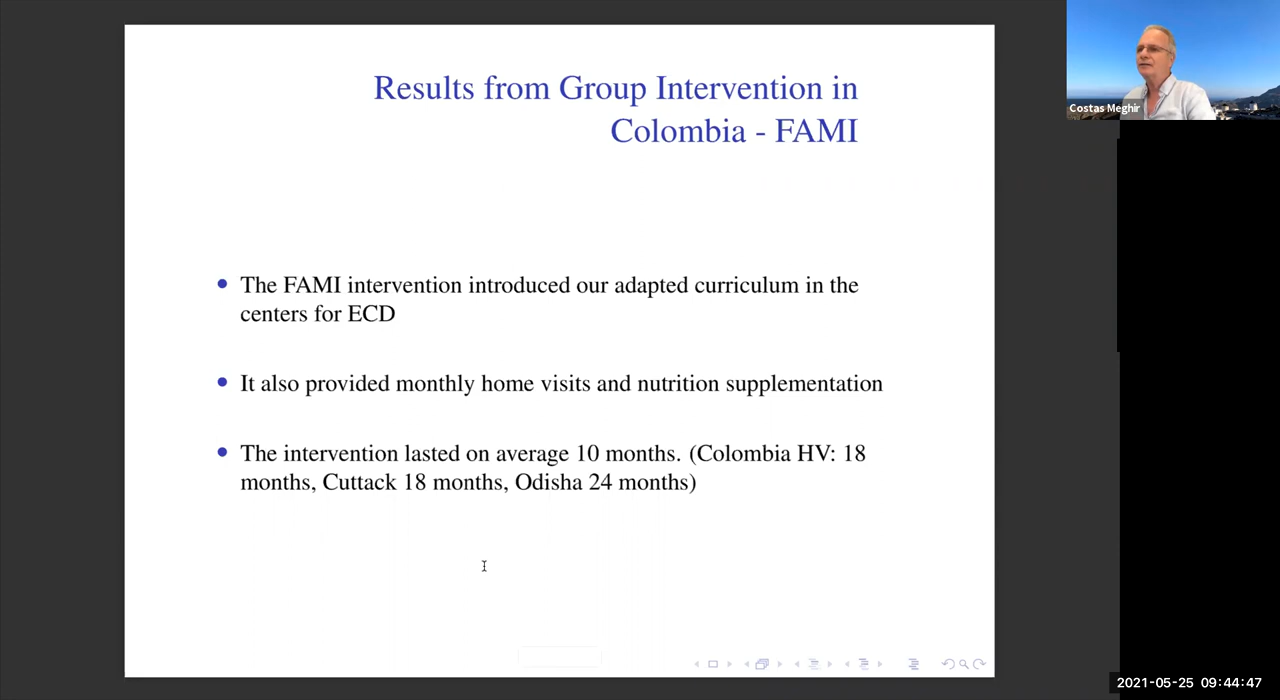 Results from Group Intervention in
Colombia - FAMI
Costas Meghir
The FAMI intervention introduced our adapted curriculum in the
centers for ECD
It also provided monthly home visits and nutrition supplementation
The intervention lasted on average 10 months. (Colombia HV: 18
months, Cuttack 18 months, Odisha 24 months)
2021-05-25 09:44:47